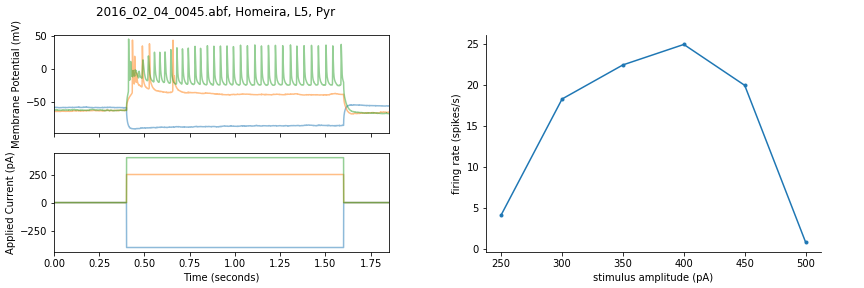 2016_02_04_0045.abf, Homeira, L5, Pyr
Membrane Potential (mV)
50
0
−50
Applied Current (pA)
250
0
−250
0.00 0.25 0.50 0.75 1.00 1.25 1.50 1.75
Time (seconds)
firing rate (spikes/s)
25
20
15
10
5
0
250 300 350 400 450 500
stimulus amplitude (pA)